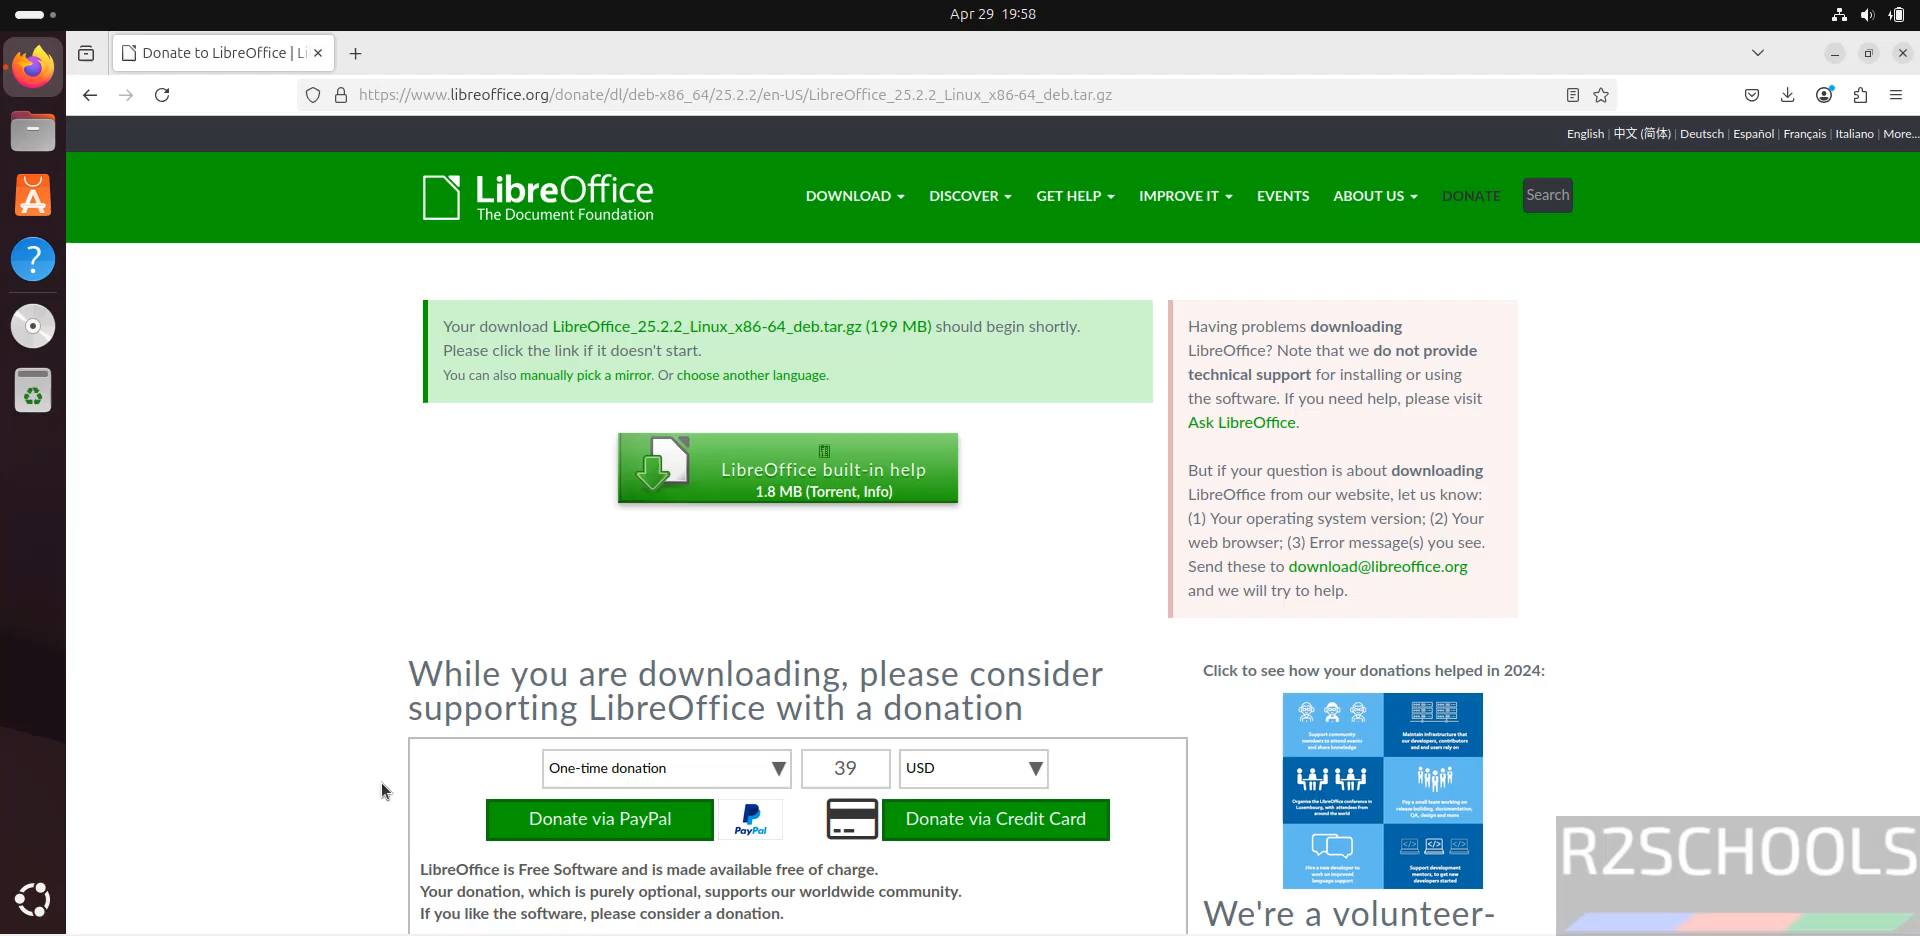 Apr 29 19:58
Donate to LibreOffice | Li
https://www.libreoffice.org/donate/dl/deb-x86_64/25.2.2/en-US/LibreOffice_25.2.2_Linux_x86-64_deb.tar.gz
English | 中文 (简体) | Deutsch | Español | Français | Italiano | More...
LibreOffice
The Document Foundation
DOWNLOAD DISCOVER GET HELP IMPROVE IT EVENTS ABOUT US DONATE Search
Your download LibreOffice_25.2.2_Linux_x86-64_deb.tar.gz (199 MB) should begin shortly.
Please click the link if it doesn't start.
You can also manually pick a mirror. Or choose another language.
LibreOffice built-in help
1.8 MB (Torrent, Info)
Having problems downloading
LibreOffice? Note that we do not provide
technical support for installing or using
the software. If you need help, please visit
Ask LibreOffice.
But if your question is about downloading
LibreOffice from our website, let us know:
(1) Your operating system version; (2) Your
web browser; (3) Error message(s) you see.
Send these to download@libreoffice.org
and we will try to help.
While you are downloading, please consider
supporting LibreOffice with a donation
One-time donation 39 USD
Donate via PayPal PayPal Donate via Credit Card
LibreOffice is Free Software and is made available free of charge.
Your donation, which is purely optional, supports our worldwide community.
If you like the software, please consider a donation.
Click to see how your donations helped in 2024:
Support community
members to attend events
and share knowledge
Maintain infrastructure that
our developers, contributors
and end users rely on
Organise the LibreOffice conference in
Luxembourg, with attendees from
around the world
Pay a small team working on
release building, documentation,
QA, design and more
Hire a new developer to
work on improved
language support
Support development
mentors, to get new
developers started
We're a volunteer-
R2SCHOOLS